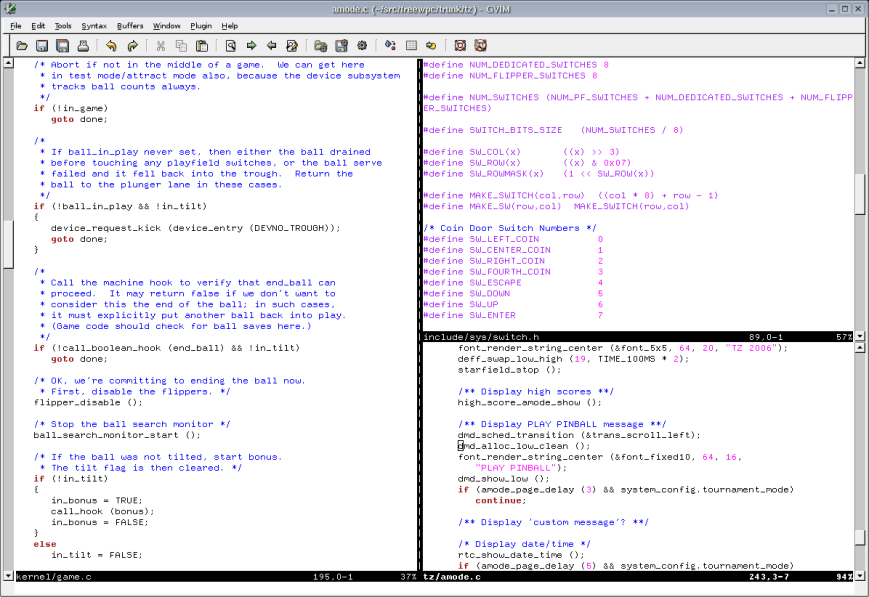 amode.c (~/src/freewpc/trunk/tz) - GVIM
File Edit Tools Syntax Buffers Window Plugin Help
/* Abort if not in the middle of a game.  We can get here
 * in test mode/attract mode also, because the device subsystem
 * tracks ball counts always.
 */
if (!in_game)
   goto done;
/*
 * If ball_in_play never set, then either the ball drained
 * before touching any playfield switches, or the ball serve
 * failed and it fell back into the trough.  Return the
 * ball to the plunger lane in these cases.
 */
if (!ball_in_play && !in_tilt)
{
   device_request_kick (device_entry (DEVNO_TROUGH));
   goto done;
}
/*
 * Call the machine hook to verify that end_ball can
 * proceed.  It may return false if we don't want to
 * consider this the end of the ball; in such cases,
 * it must explicitly put another ball back into play.
 * (Game code should check for ball saves here.)
 */
if (!call_boolean_hook (end_ball) && !in_tilt)
   goto done;
/* OK, we're committing to ending the ball now.
 * First, disable the flippers. */
flipper_disable ();
/* Stop the ball search monitor */
ball_search_monitor_start ();
/* If the ball was not tilted, start bonus.
 * The tilt flag is then cleared. */
if (!in_tilt)
{
   in_bonus = TRUE;
   call_hook (bonus);
   in_bonus = FALSE;
}
else
   in_tilt = FALSE;
kernel/game.c 195,0-1 37%
#define NUM_DEDICATED_SWITCHES 8
#define NUM_FLIPPER_SWITCHES 8
#define NUM_SWITCHES (NUM_PF_SWITCHES + NUM_DEDICATED_SWITCHES + NUM_FLIPP
ER_SWITCHES)
#define SWITCH_BITS_SIZE   (NUM_SWITCHES / 8)
#define SW_COL(x)       ((x) >> 3)
#define SW_ROW(x)       ((x) & 0x07)
#define SW_ROWMASK(x)   (1 << SW_ROW(x))
#define MAKE_SWITCH(col,row)  ((col * 8) + row - 1)
#define MAKE_SW(row,col)  MAKE_SWITCH(row,col)
/* Coin Door Switch Numbers */
#define SW_LEFT_COIN          0
#define SW_CENTER_COIN        1
#define SW_RIGHT_COIN         2
#define SW_FOURTH_COIN        3
#define SW_ESCAPE             4
#define SW_DOWN               5
#define SW_UP                 6
#define SW_ENTER              7
include/sys/switch.h 89,0-1 57%
font_render_string_center (&font_5x5, 64, 20, "TZ 2006");
deff_swap_low_high (19, TIME_100MS * 2);
starfield_stop ();
/** Display high scores **/
high_score_amode_show ();
/** Display PLAY PINBALL message **/
dmd_sched_transition (&trans_scroll_left);
dmd_alloc_low_clean ();
font_render_string_center (&font_fixed10, 64, 16,
   "PLAY PINBALL");
dmd_show_low ();
if (amode_page_delay (3) && system_config.tournament_mode)
   continue;
/** Display 'custom message'? **/
/* Display date/time */
rtc_show_date_time ();
if (amode_page_delay (5) && system_config.tournament_mode)
tz/amode.c 243,3-7 94%